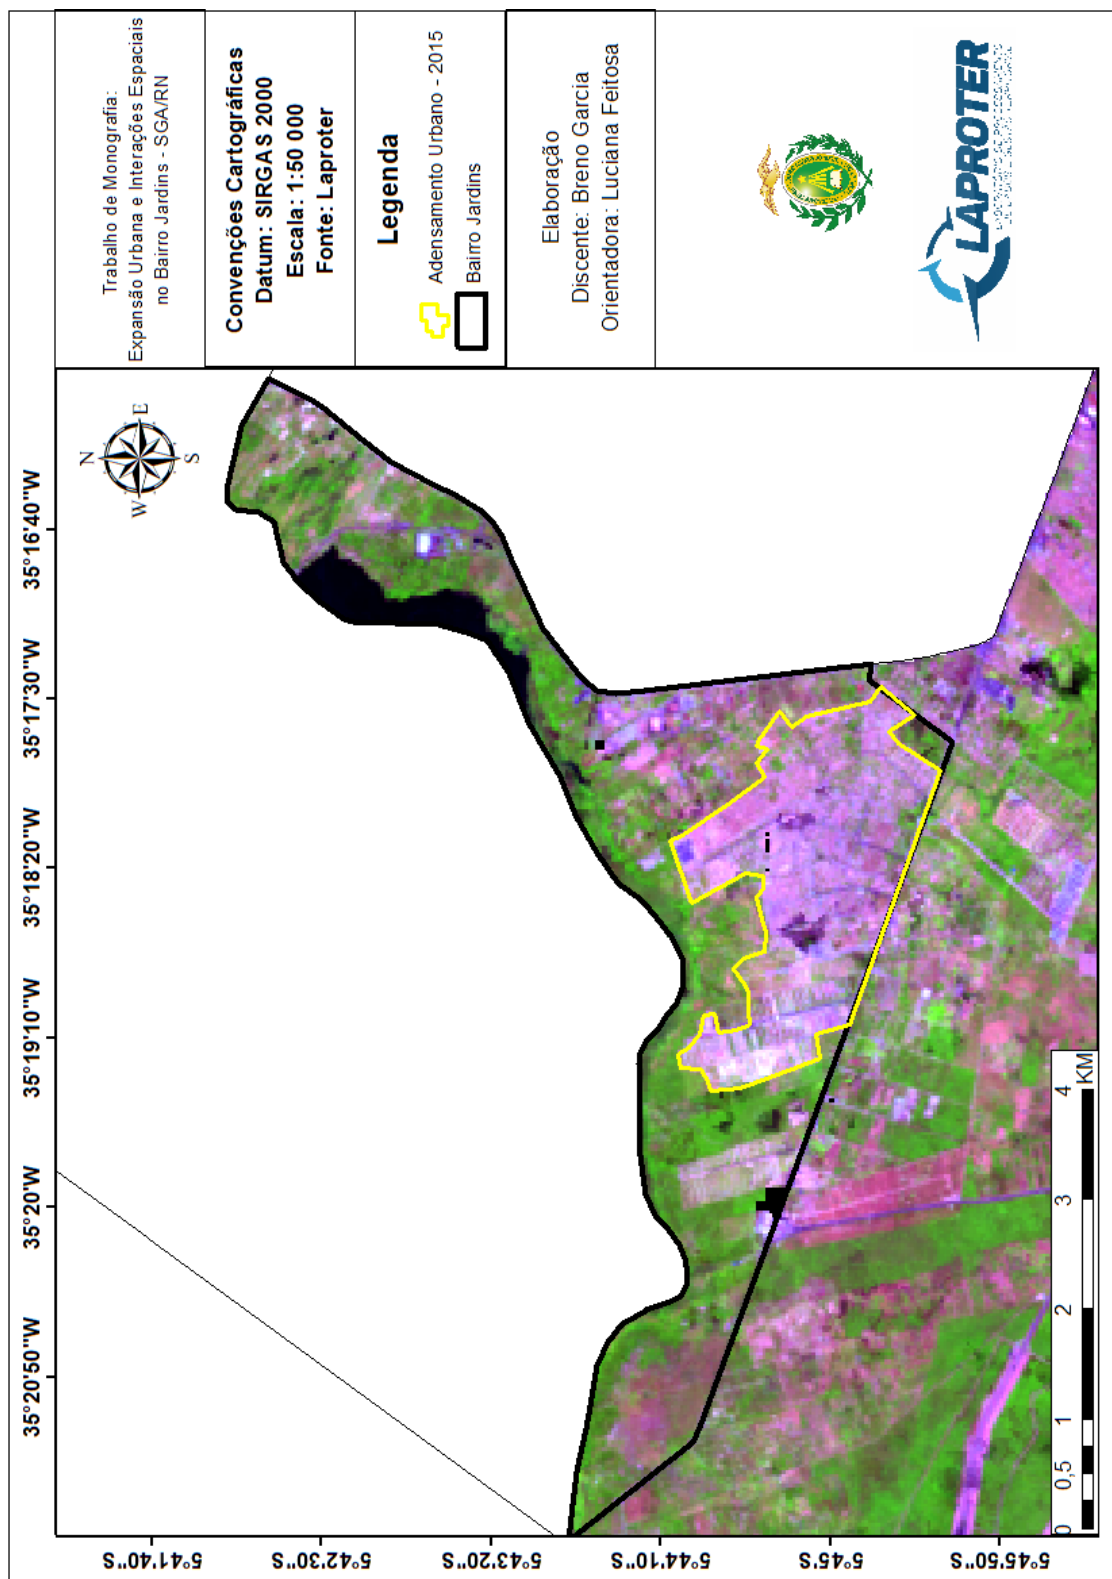 Trabalho de Monografia:
Expansão Urbana e Interações Espaciais
no Bairro Jardins - SGA/RN
Convenções Cartográficas
Datum: SIRGAS 2000
Escala: 1:50 000
Fonte: Laproter
Legenda
Adensamento Urbano - 2015
Bairro Jardins
Elaboração
Discente: Breno Garcia
Orientadora: Luciana Feitosa
LAPROTER
N
W
E
S
35°20'50"W
35°20'W
35°19'10"W
35°18'20"W
35°17'30"W
35°16'40"W
5°41'40"S
5°42'30"S
5°43'20"S
5°44'10"S
5°45'S
5°45'50"S
0 0,5 1 2 3 4
KM